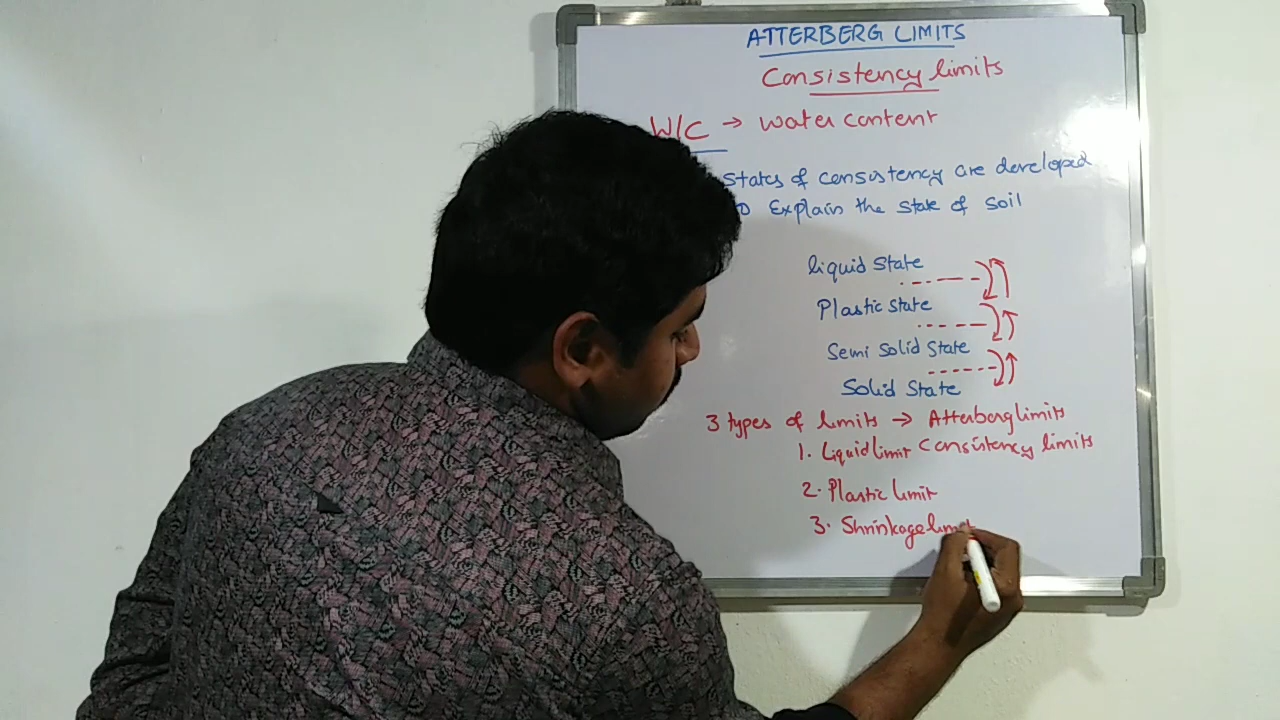 ATTERBERG LIMITS
Consistency limits
W/C → water content
States of consistency are developed
Explain the state of soil
liquid state
Plastic state
Semi Solid State
Solid State
3 types of limits → Atterberg limits
1. Liquid limit Consistency limits
2. Plastic limit
3. Shrinkage limit